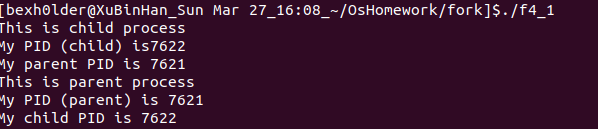 [bexh0lder@XuBinHan_Sun Mar 27_16:08_~/OsHomework/fork]$./f4_1
This is child process
My PID (child) is7622
My parent PID is 7621
This is parent process
My PID (parent) is 7621
My child PID is 7622